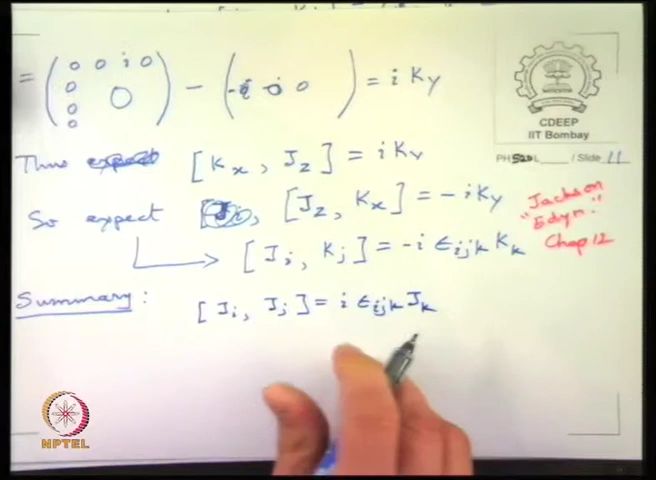 = ( 0 0 i 0 0 0 0 0 ) - ( 0 ) = i K_y
CDEEP
IIT Bombay
PH 520 L____ / Slide 11
Thus [K_x , J_z] = i K_y
So expect [J_z , K_x] = - i K_y
Jackson
"Edyn."
Chap 12
[J_i , K_j] = - i ε_ijk K_k
Summary : [J_i , J_j] = i ε_ijk J_k
NPTEL